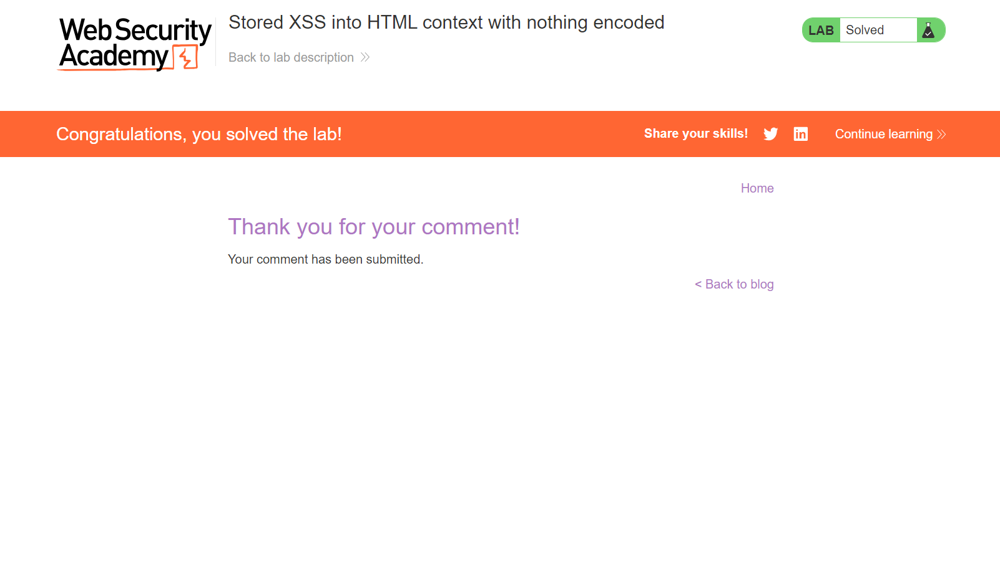 Web Security
Academy
Stored XSS into HTML context with nothing encoded
Back to lab description
LAB Solved
Congratulations, you solved the lab!
Share your skills!
Continue learning
Home
Thank you for your comment!
Your comment has been submitted.
< Back to blog